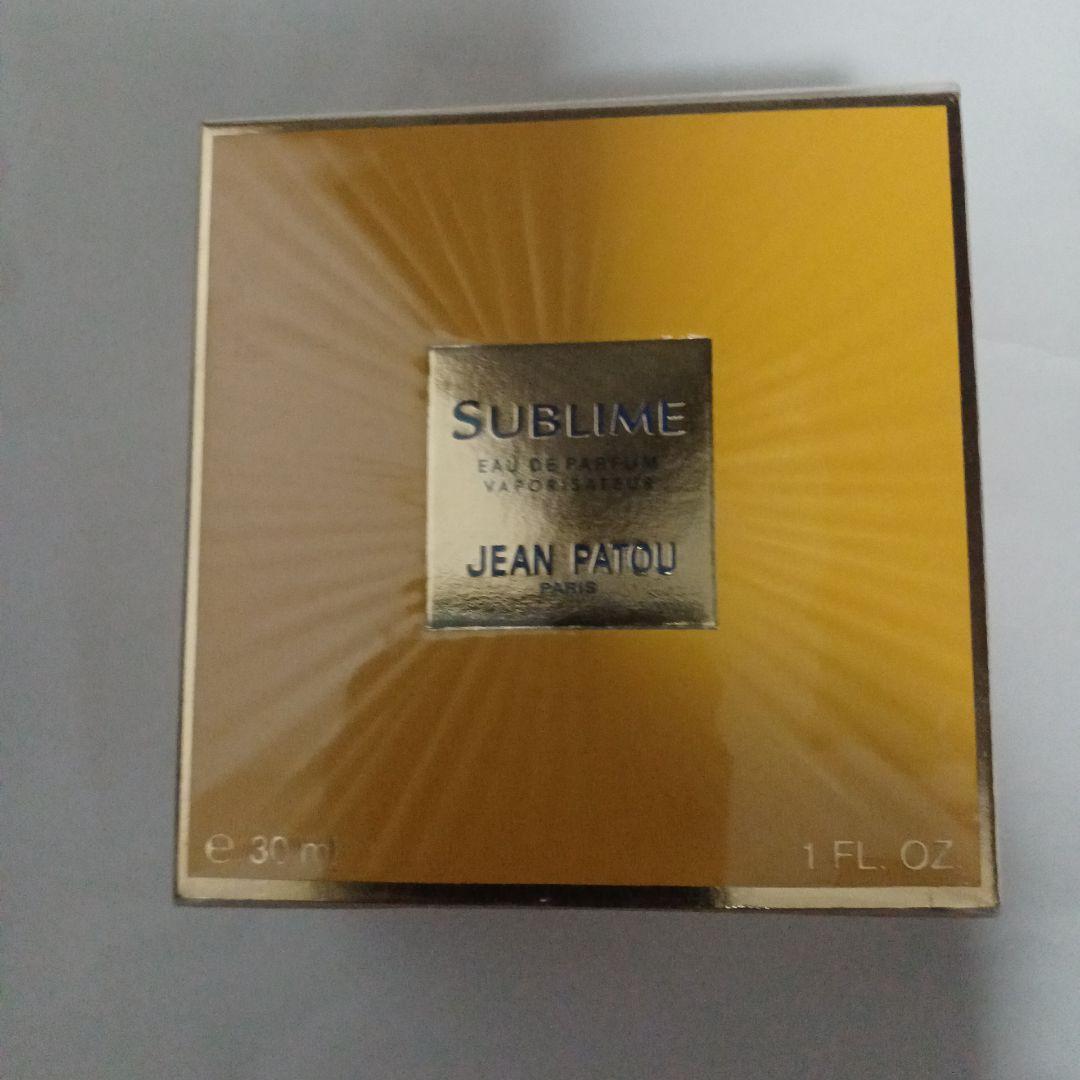 SUBLIME
EAU DE PARFUM
VAPORISATEUR
JEAN PATOU
PARIS
e 30 ml
1 FL. OZ